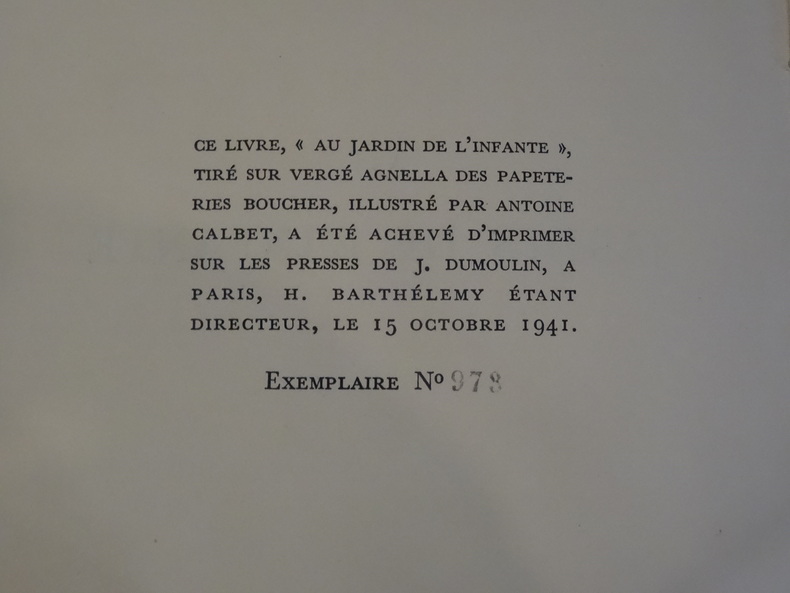 CE LIVRE, « AU JARDIN DE L'INFANTE »,
TIRÉ SUR VERGÉ AGNELLA DES PAPETE-
RIES BOUCHER, ILLUSTRÉ PAR ANTOINE
CALBET, A ÉTÉ ACHEVÉ D'IMPRIMER
SUR LES PRESSES DE J. DUMOULIN, A
PARIS, H. BARTHÉLEMY ÉTANT
DIRECTEUR, LE 15 OCTOBRE 1941.
EXEMPLAIRE Nº 978